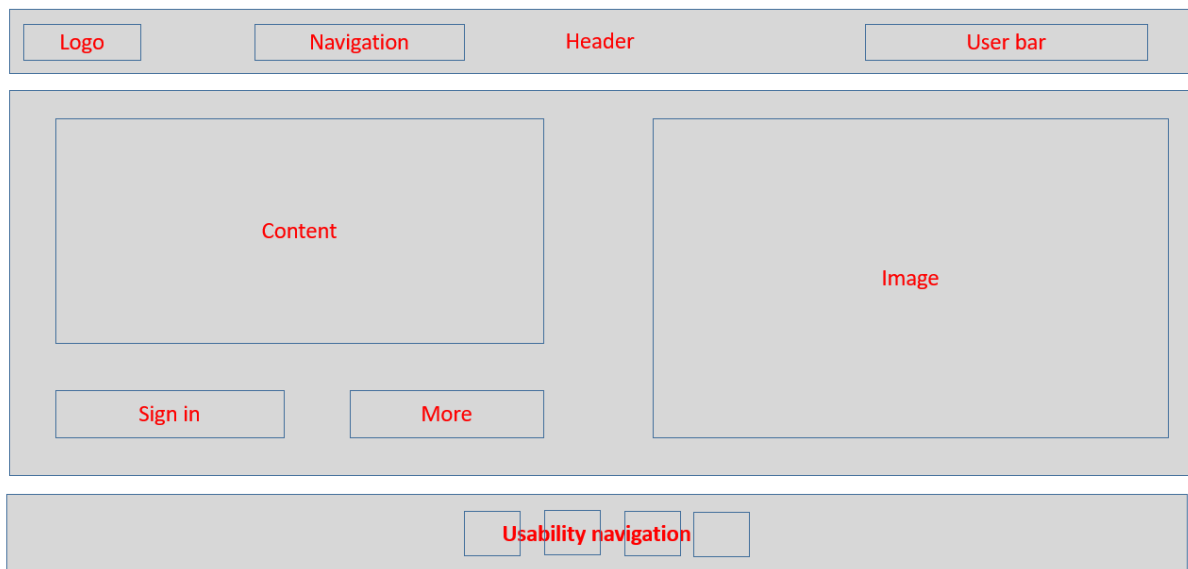 Logo
Navigation
Header
User bar
Content
Image
Sign in
More
Usability navigation